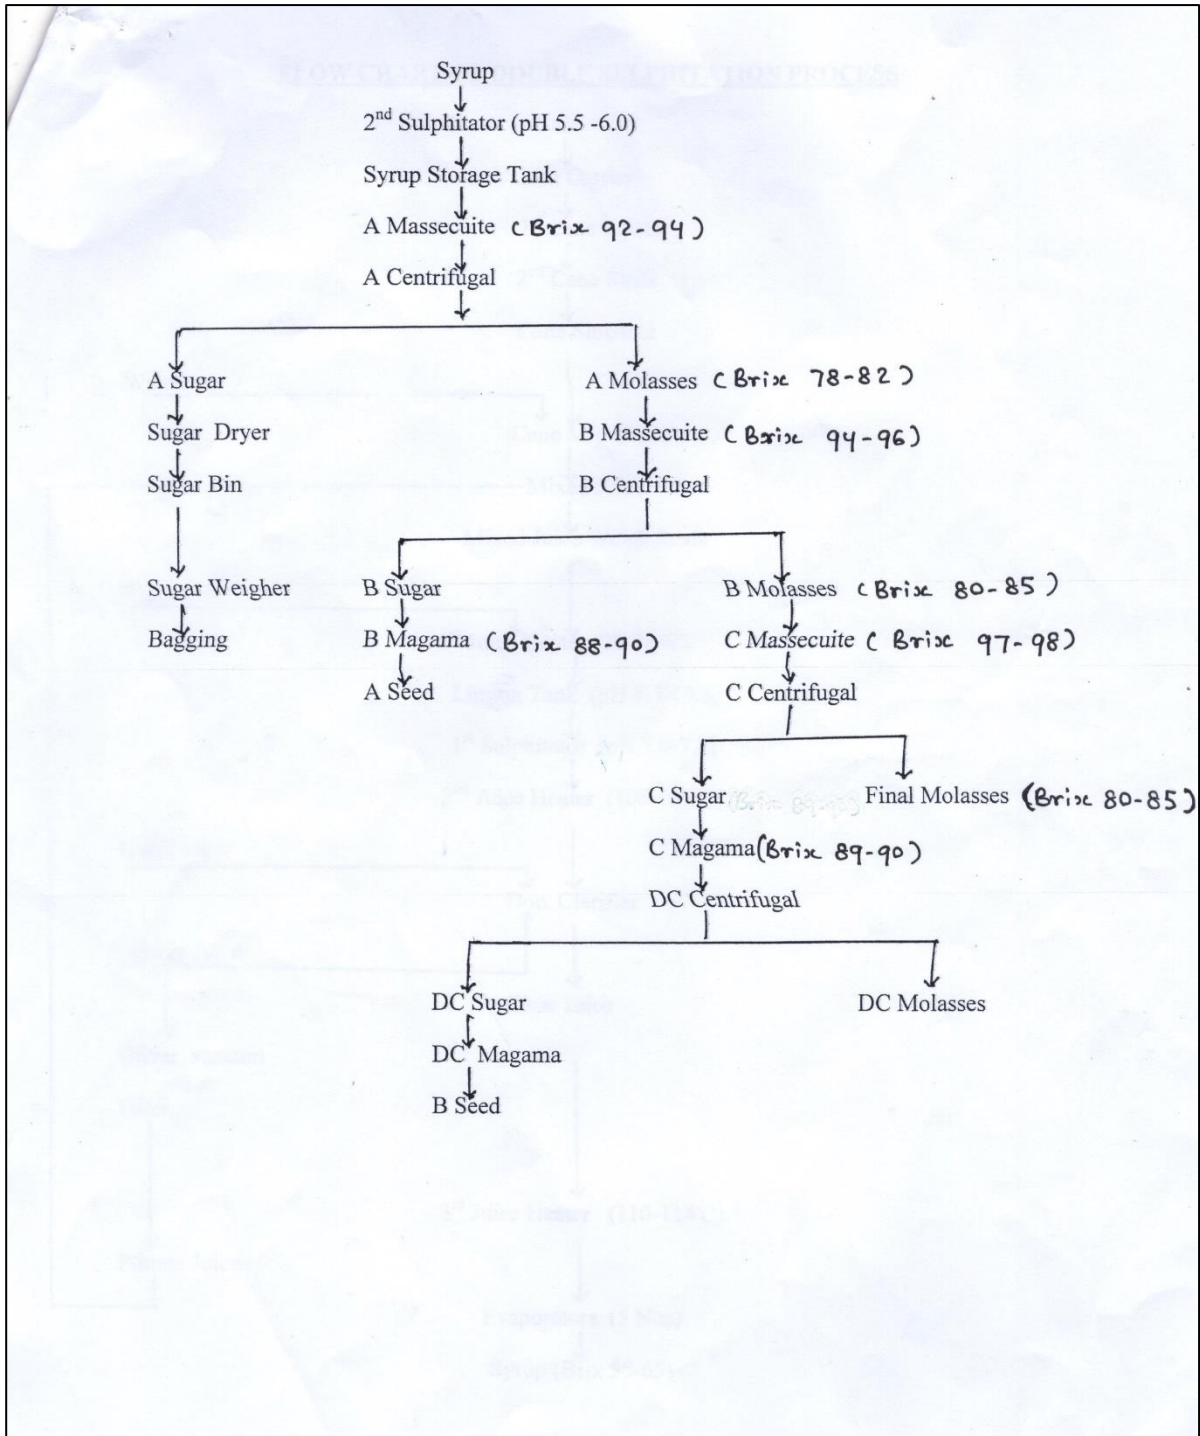 Syrup
2nd Sulphitator (pH 5.5 -6.0)
Syrup Storage Tank
A Massecuite (Brix 92-94)
A Centrifugal
A Sugar A Molasses (Brix 78-82)
Sugar Dryer B Massecuite (Brix 94-96)
Sugar Bin B Centrifugal
Sugar Weigher B Sugar B Molasses (Brix 80-85)
Bagging B Magama (Brix 88-90) C Massecuite (Brix 97-98)
A Seed C Centrifugal
C Sugar Final Molasses (Brix 80-85)
C Magama (Brix 89-90)
DC Centrifugal
DC Sugar DC Molasses
DC Magama
B Seed